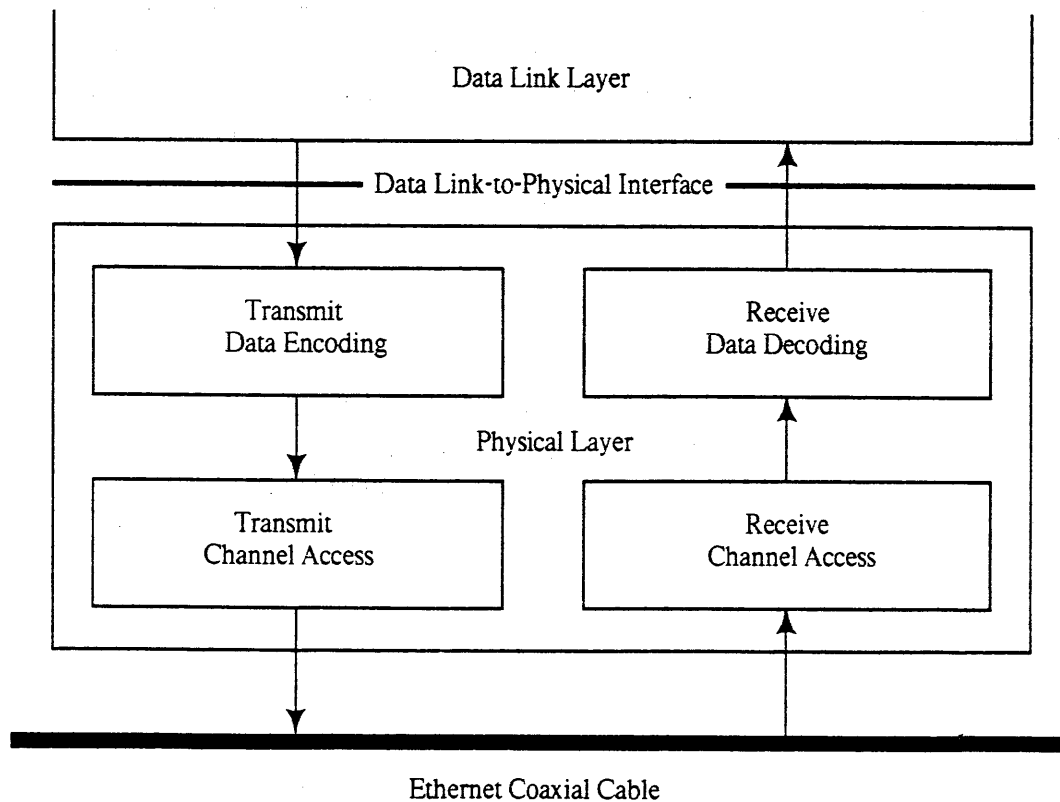 Data Link Layer
Data Link-to-Physical Interface
Transmit
Data Encoding
Receive
Data Decoding
Physical Layer
Transmit
Channel Access
Receive
Channel Access
Ethernet Coaxial Cable